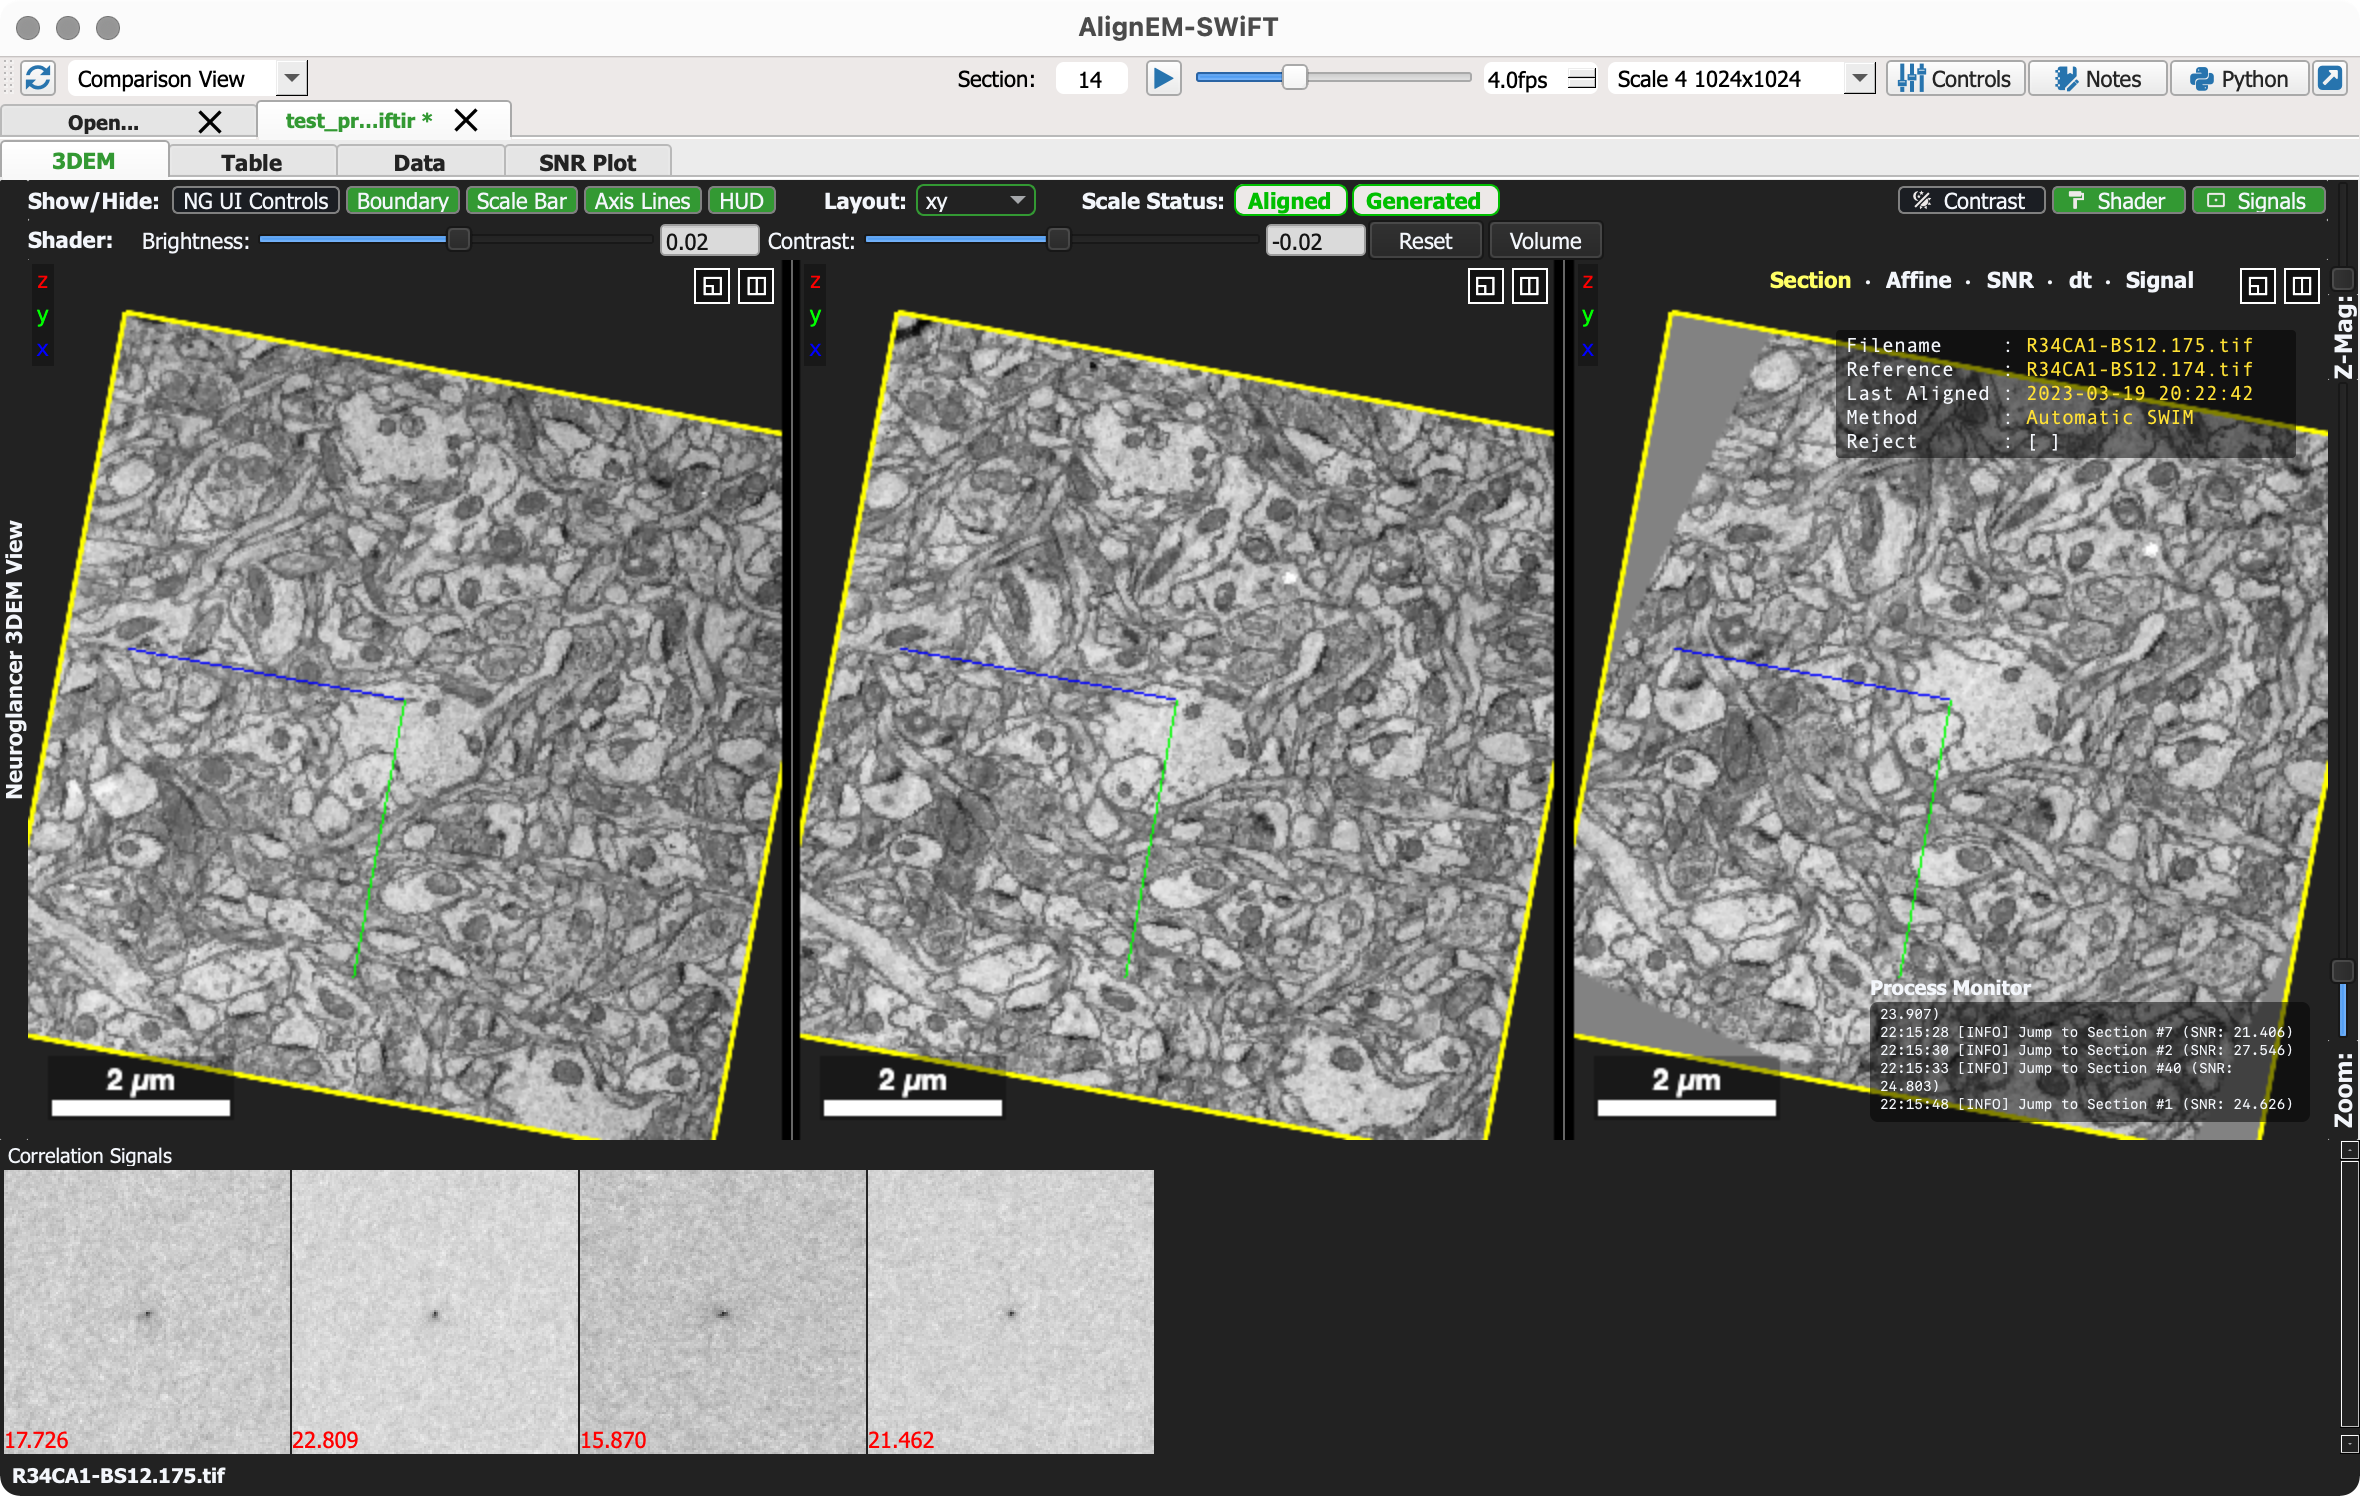 AlignEM-SWiFT
Comparison View
Section: 14 4.0fps Scale 4 1024x1024 Controls Notes Python
Open... test_pr...iftir *
3DEM Table Data SNR Plot
Show/Hide: NG UI Controls Boundary Scale Bar Axis Lines HUD Layout: xy Scale Status: Aligned Generated Contrast Shader Signals
Shader: Brightness: 0.02 Contrast: -0.02 Reset Volume
Neuroglancer 3DEM View
z
y
x
z
y
x
z
y
x
Section · Affine · SNR · dt · Signal
Filename : R34CA1-BS12.175.tif
Reference : R34CA1-BS12.174.tif
Last Aligned : 2023-03-19 20:22:42
Method : Automatic SWIM
Reject : [ ]
Z-Mag:
Process Monitor
23.907)
22:15:28 [INFO] Jump to Section #7 (SNR: 21.406)
22:15:30 [INFO] Jump to Section #2 (SNR: 27.546)
22:15:33 [INFO] Jump to Section #40 (SNR:
24.803)
22:15:48 [INFO] Jump to Section #1 (SNR: 24.626)
Zoom:
2 µm
2 µm
2 µm
Correlation Signals
17.726 22.809 15.870 21.462
R34CA1-BS12.175.tif